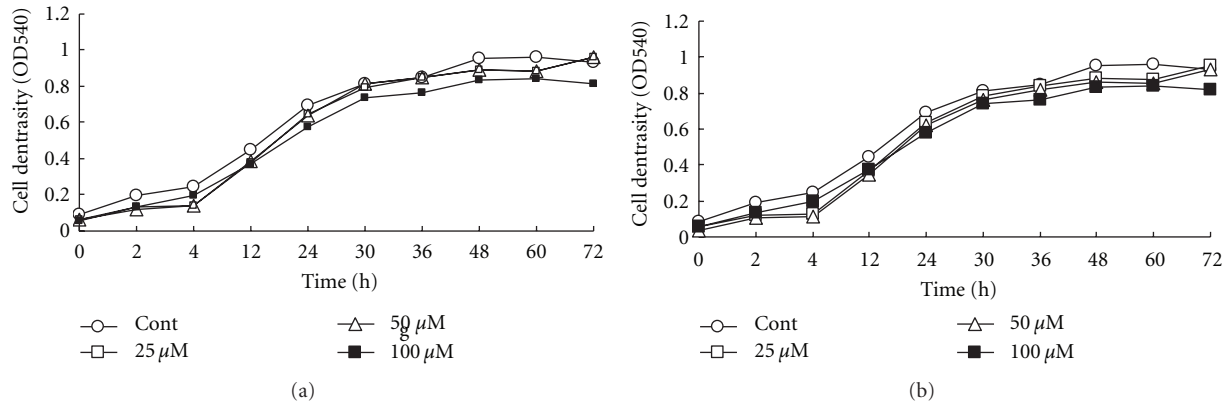 1.2
1
0.8
0.6
0.4
0.2
0
Cell dentrasity (OD540)
0 2 4 12 24 30 36 48 60 72
Time (h)
Cont
25 µM
50 µM
g
100 µM
(a)
1.2
1
0.8
0.6
0.4
0.2
0
Cell dentrasity (OD540)
0 2 4 12 24 30 36 48 60 72
Time (h)
Cont
25 µM
50 µM
100 µM
(b)